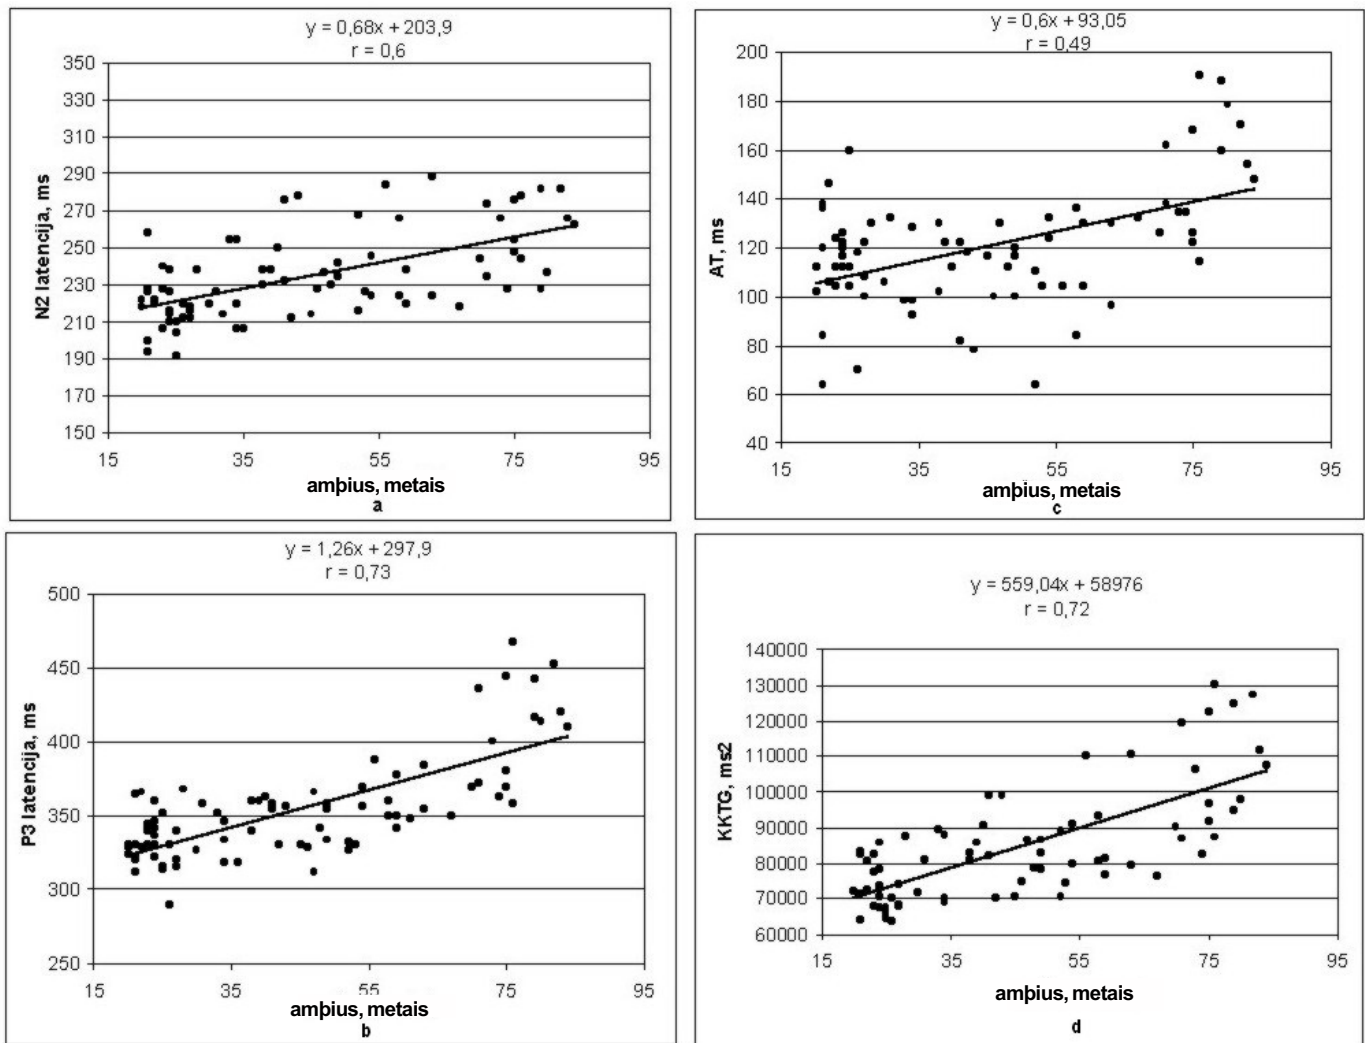 y = 0,68x + 203,9
r = 0,6
350
330
310
290
270
250
230
210
190
170
150
N2 latencija, ms
15 35 55 75 95
amþius, metais
a
y = 0,6x + 93,05
r = 0,49
200
180
160
140
120
100
80
60
40
AT, ms
15 35 55 75 95
amþius, metais
c
y = 1,26x + 297,9
r = 0,73
500
450
400
350
300
250
P3 latencija, ms
15 35 55 75 95
amþius, metais
b
y = 559,04x + 58976
r = 0,72
140000
130000
120000
110000
100000
90000
80000
70000
60000
KKTG, ms2
15 35 55 75 95
amþius, metais
d